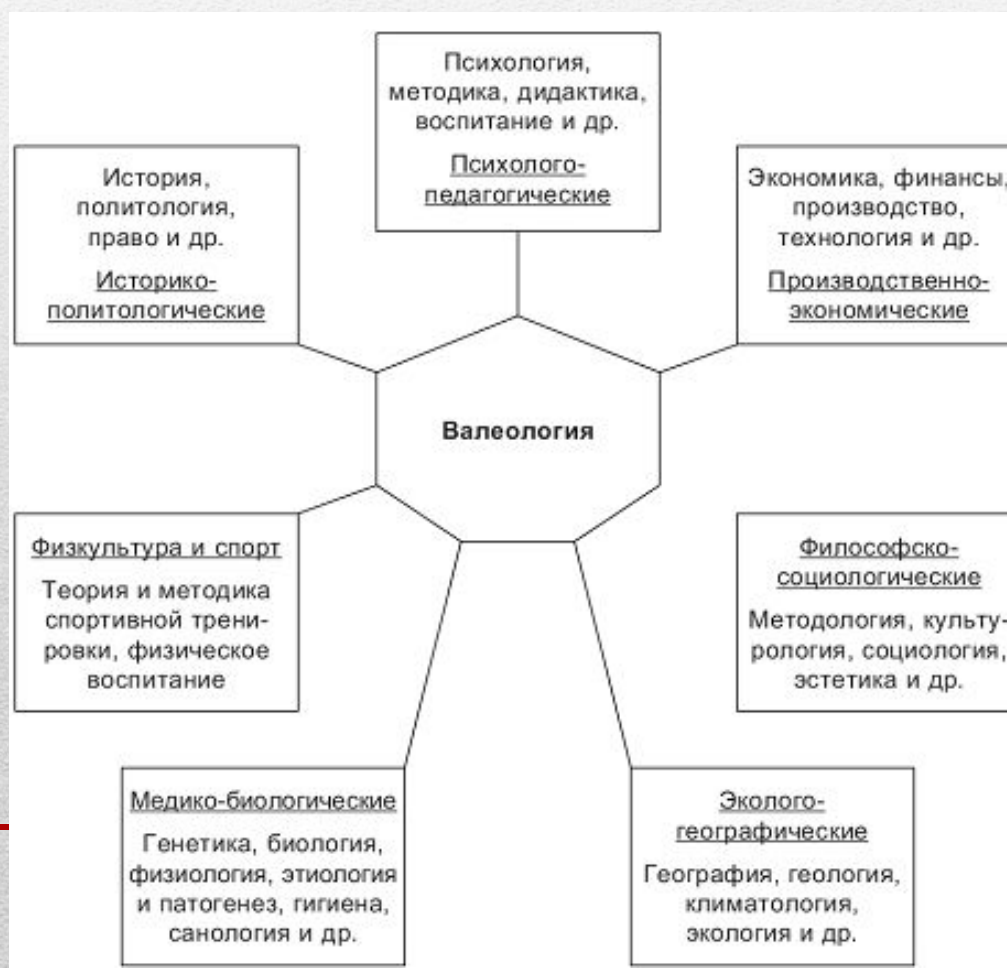 Психология,
методика, дидактика,
воспитание и др.
Психолого-
педагогические
История,
политология,
право и др.
Историко-
политологические
Экономика, финансы,
производство,
технология и др.
Производственно-
экономические
Валеология
Физкультура и спорт
Теория и методика
спортивной трени-
ровки, физическое
воспитание
Философско-
социологические
Методология, культу-
рология, социология,
эстетика и др.
Медико-биологические
Генетика, биология,
физиология, этиология
и патогенез, гигиена,
санология и др.
Эколого-
географические
География, геология,
климатология,
экология и др.